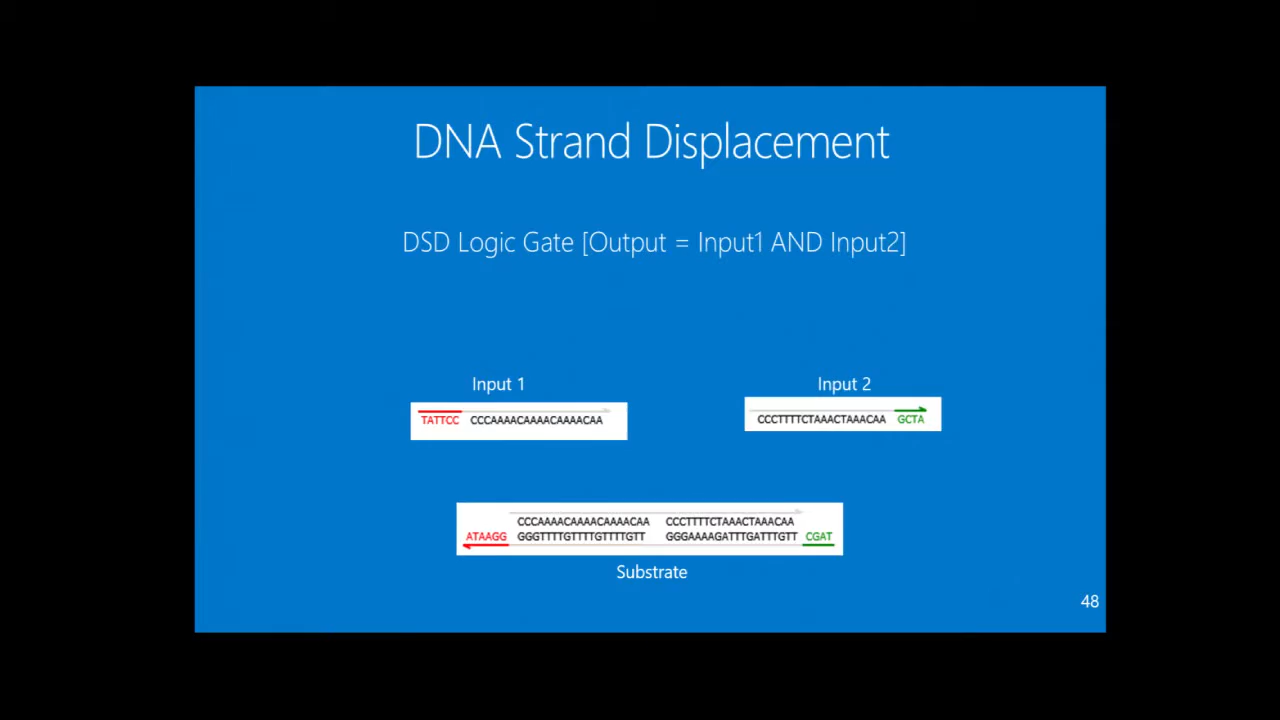 DNA Strand Displacement
DSD Logic Gate [Output = Input1 AND Input2]
Input 1
TATTCC CCCAAAACAAAACAAAACAA
Input 2
CCCTTTTCTAAACTAAACAA GCTA
CCCAAAACAAAACAAAACAA CCCTTTTCTAAACTAAACAA
ATAAGG GGGTTTTGTTTTGTTTTGTT GGGAAAAGATTTGATTTGTT CGAT
Substrate
48